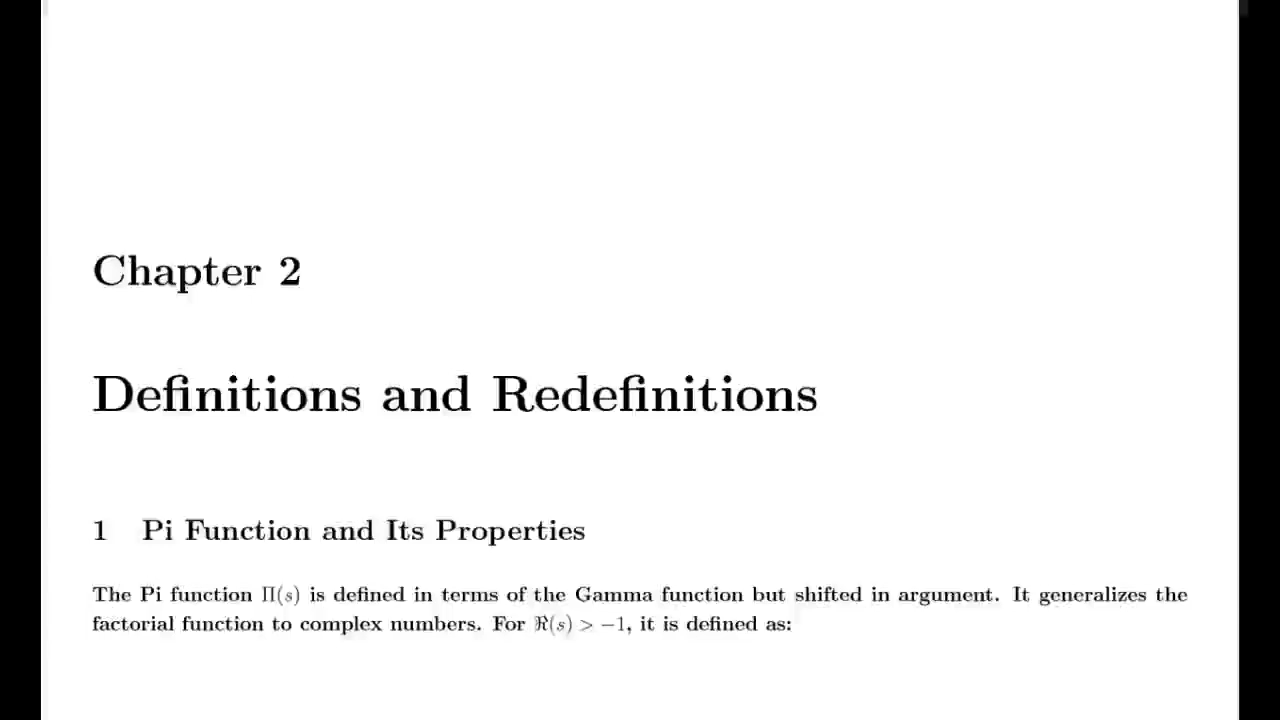 Chapter 2
Definitions and Redefinitions
1 Pi Function and Its Properties
The Pi function Π(s) is defined in terms of the Gamma function but shifted in argument. It generalizes the
factorial function to complex numbers. For ℜ(s) > −1, it is defined as: